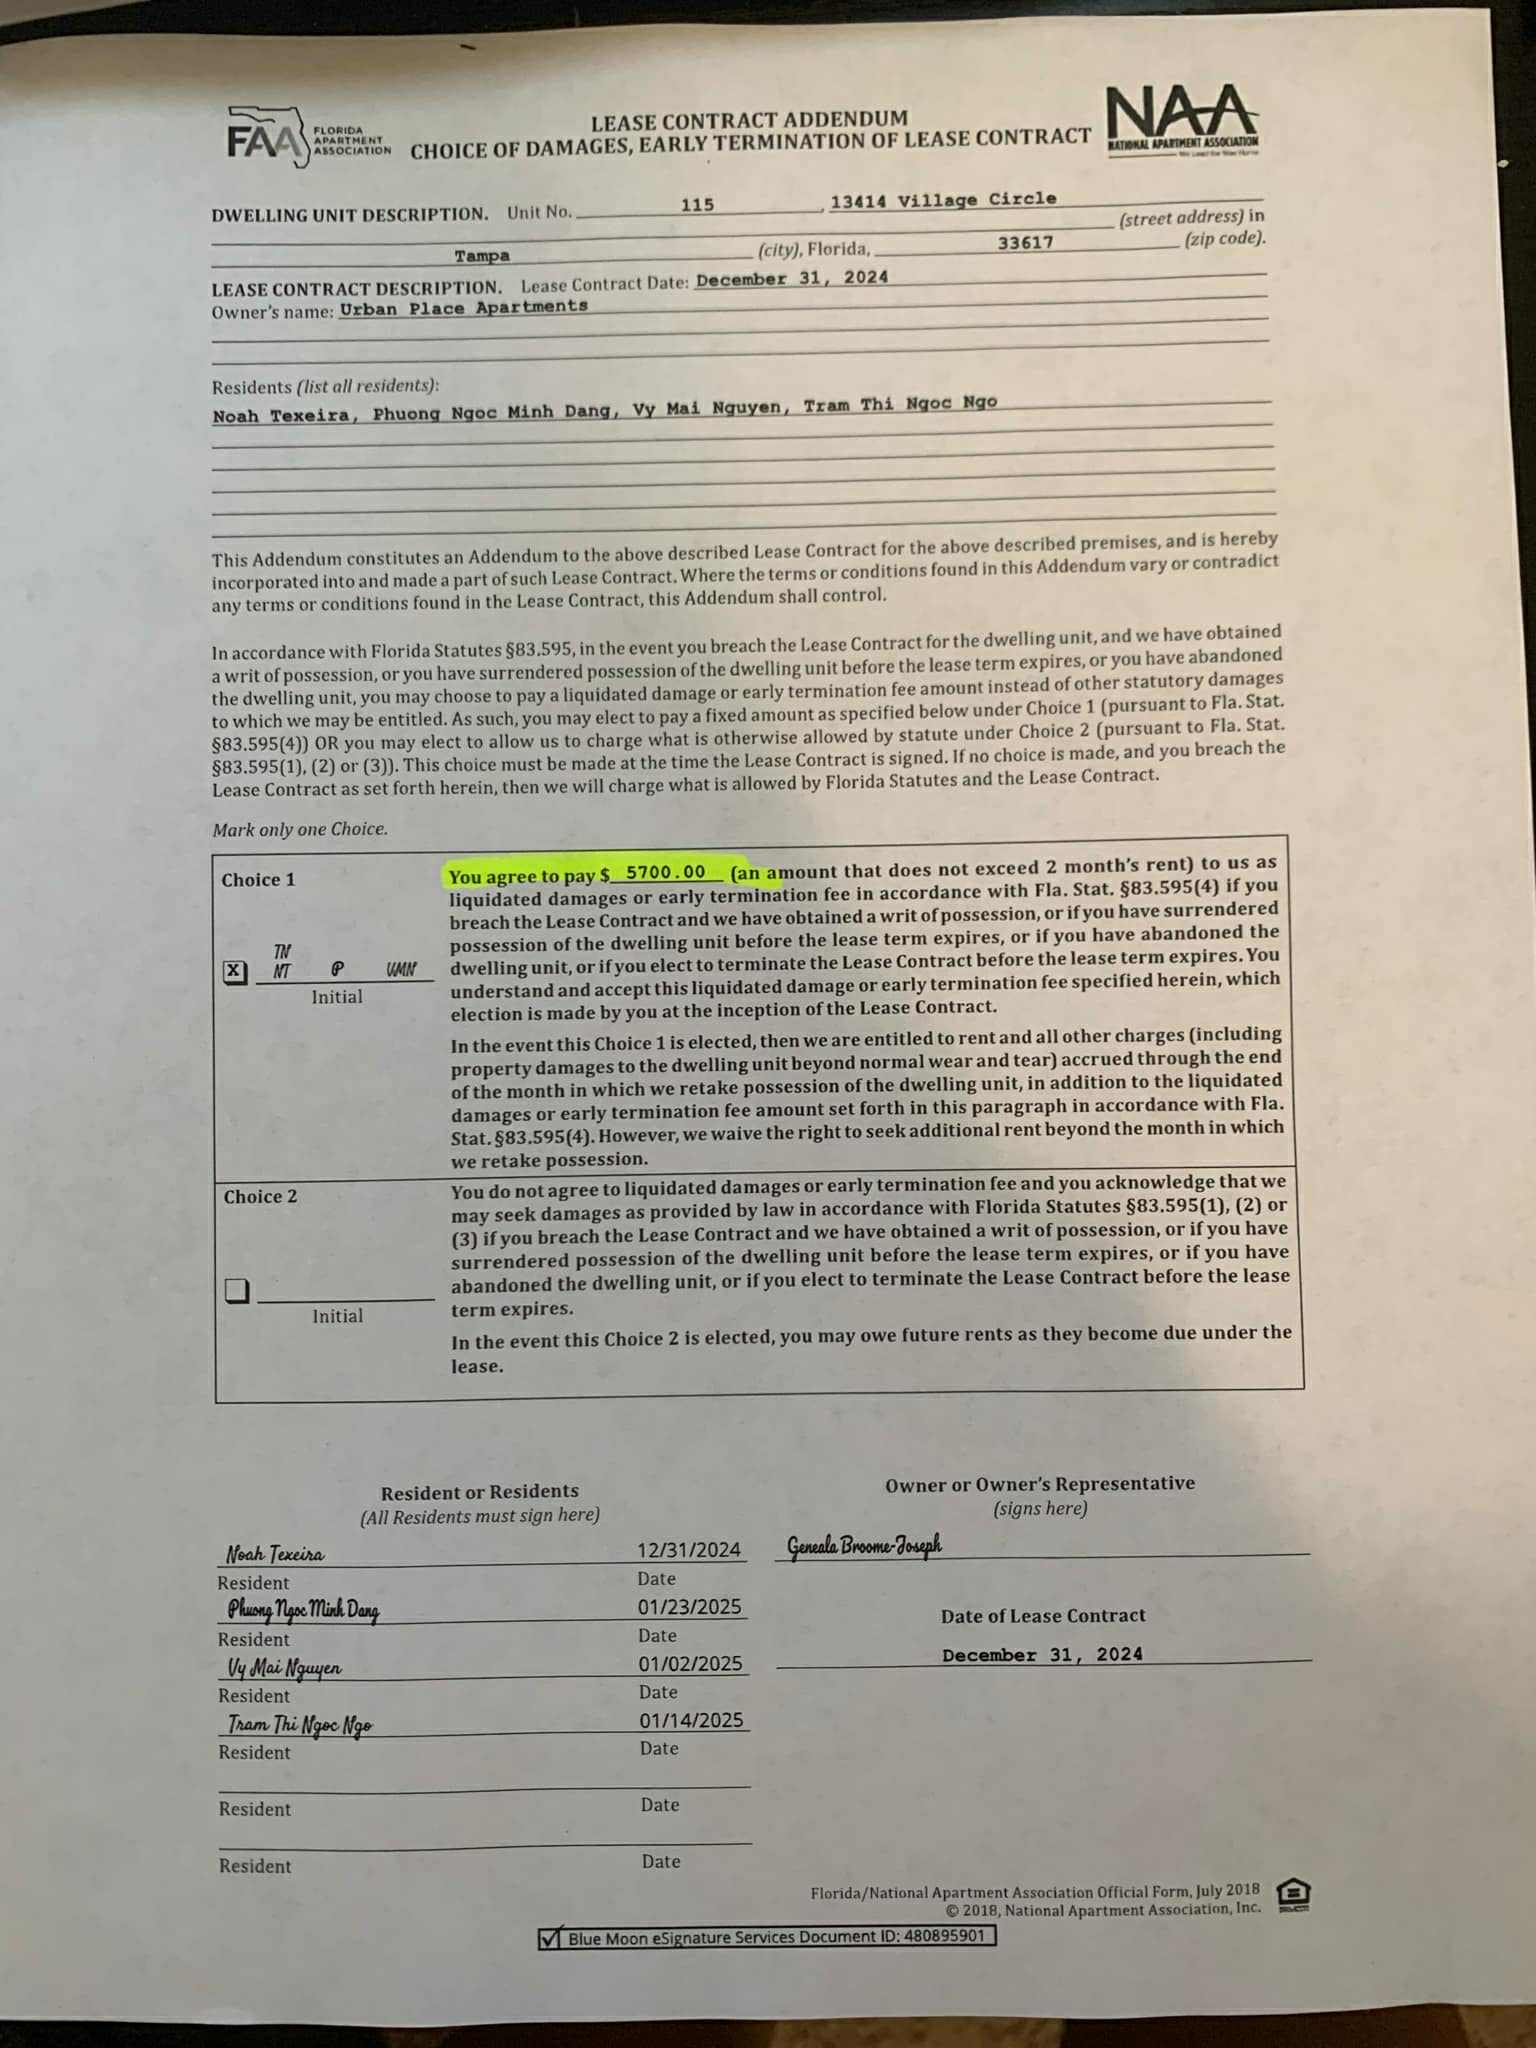 FAA FLORIDA APARTMENT ASSOCIATION
LEASE CONTRACT ADDENDUM
CHOICE OF DAMAGES, EARLY TERMINATION OF LEASE CONTRACT
NAA
NATIONAL APARTMENT ASSOCIATION
DWELLING UNIT DESCRIPTION. Unit No. 115, 13414 Village Circle
(street address) in
Tampa (city), Florida, 33617 (zip code).
LEASE CONTRACT DESCRIPTION. Lease Contract Date: December 31, 2024
Owner's name: Urban Place Apartments
Residents (list all residents):
Noah Texeira, Phuong Ngoc Minh Dang, Vy Mai Nguyen, Tram Thi Ngoc Ngo
This Addendum constitutes an Addendum to the above described Lease Contract for the above described premises, and is hereby
incorporated into and made a part of such Lease Contract. Where the terms or conditions found in this Addendum vary or contradict
any terms or conditions found in the Lease Contract, this Addendum shall control.
In accordance with Florida Statutes §83.595, in the event you breach the Lease Contract for the dwelling unit, and we have obtained
a writ of possession, or you have surrendered possession of the dwelling unit before the lease term expires, or you have abandoned
the dwelling unit, you may choose to pay a liquidated damage or early termination fee amount instead of other statutory damages
to which we may be entitled. As such, you may elect to pay a fixed amount as specified below under Choice 1 (pursuant to Fla. Stat.
§83.595(4)) OR you may elect to allow us to charge what is otherwise allowed by statute under Choice 2 (pursuant to Fla. Stat.
§83.595(1), (2) or (3)). This choice must be made at the time the Lease Contract is signed. If no choice is made, and you breach the
Lease Contract as set forth herein, then we will charge what is allowed by Florida Statutes and the Lease Contract.
Mark only one Choice.
Choice 1
X
TN
NT P VMN
Initial
You agree to pay $ 5700.00 (an amount that does not exceed 2 month's rent) to us as
liquidated damages or early termination fee in accordance with Fla. Stat. §83.595(4) if you
breach the Lease Contract and we have obtained a writ of possession, or if you have surrendered
possession of the dwelling unit before the lease term expires, or if you have abandoned the
dwelling unit, or if you elect to terminate the Lease Contract before the lease term expires. You
understand and accept this liquidated damage or early termination fee specified herein, which
election is made by you at the inception of the Lease Contract.
In the event this Choice 1 is elected, then we are entitled to rent and all other charges (including
property damages to the dwelling unit beyond normal wear and tear) accrued through the end
of the month in which we retake possession of the dwelling unit, in addition to the liquidated
damages or early termination fee amount set forth in this paragraph in accordance with Fla.
Stat. §83.595(4). However, we waive the right to seek additional rent beyond the month in which
we retake possession.
Choice 2
Initial
You do not agree to liquidated damages or early termination fee and you acknowledge that we
may seek damages as provided by law in accordance with Florida Statutes §83.595(1), (2) or
(3) if you breach the Lease Contract and we have obtained a writ of possession, or if you have
surrendered possession of the dwelling unit before the lease term expires, or if you have
abandoned the dwelling unit, or if you elect to terminate the Lease Contract before the lease
term expires.
In the event this Choice 2 is elected, you may owe future rents as they become due under the
lease.
Resident or Residents
(All Residents must sign here)
Noah Texeira 12/31/2024
Resident Date
Phuong Ngoc Minh Dang 01/23/2025
Resident Date
Vy Mai Nguyen 01/02/2025
Resident Date
Tram Thi Ngoc Ngo 01/14/2025
Resident Date
Resident Date
Resident Date
Owner or Owner's Representative
(signs here)
Geneala Broome-Joseph
Date of Lease Contract
December 31, 2024
Florida/National Apartment Association Official Form, July 2018
© 2018, National Apartment Association, Inc.
Blue Moon eSignature Services Document ID: 480895901